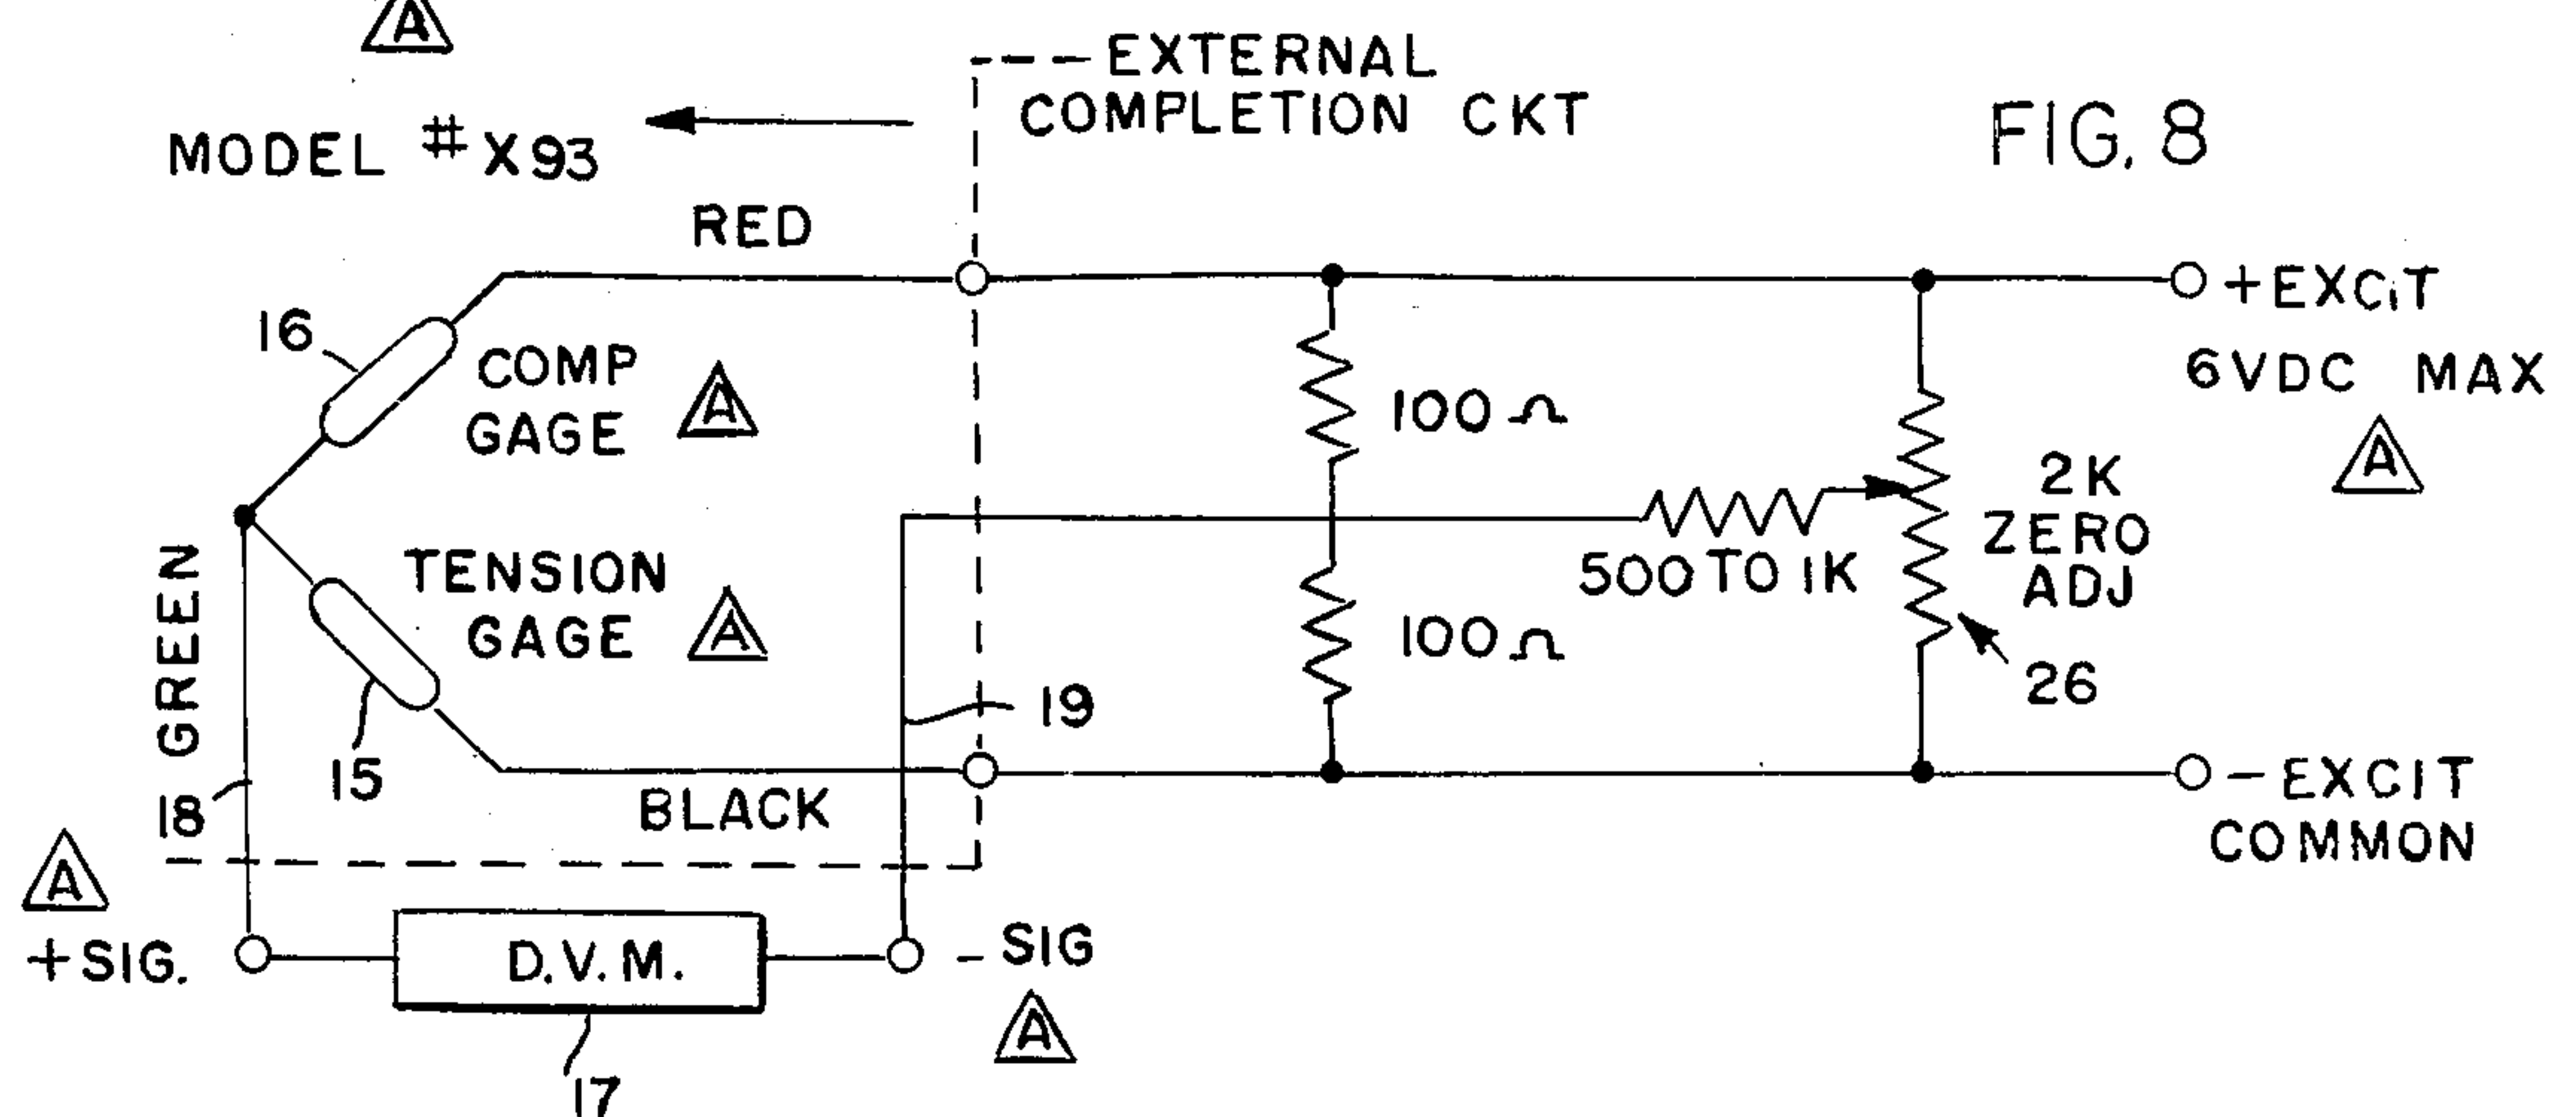 A
EXTERNAL
COMPLETION CKT
MODEL #X93
FIG. 8
RED
+EXCiT
6VDC MAX
A
16
COMP
GAGE
A
100 Ω
2K
ZERO
ADJ
500 TO 1K
GREEN
TENSION
GAGE
A
100 Ω
26
19
15
18
BLACK
- EXCIT
COMMON
A
+SIG.
D.V.M.
- SIG
A
17